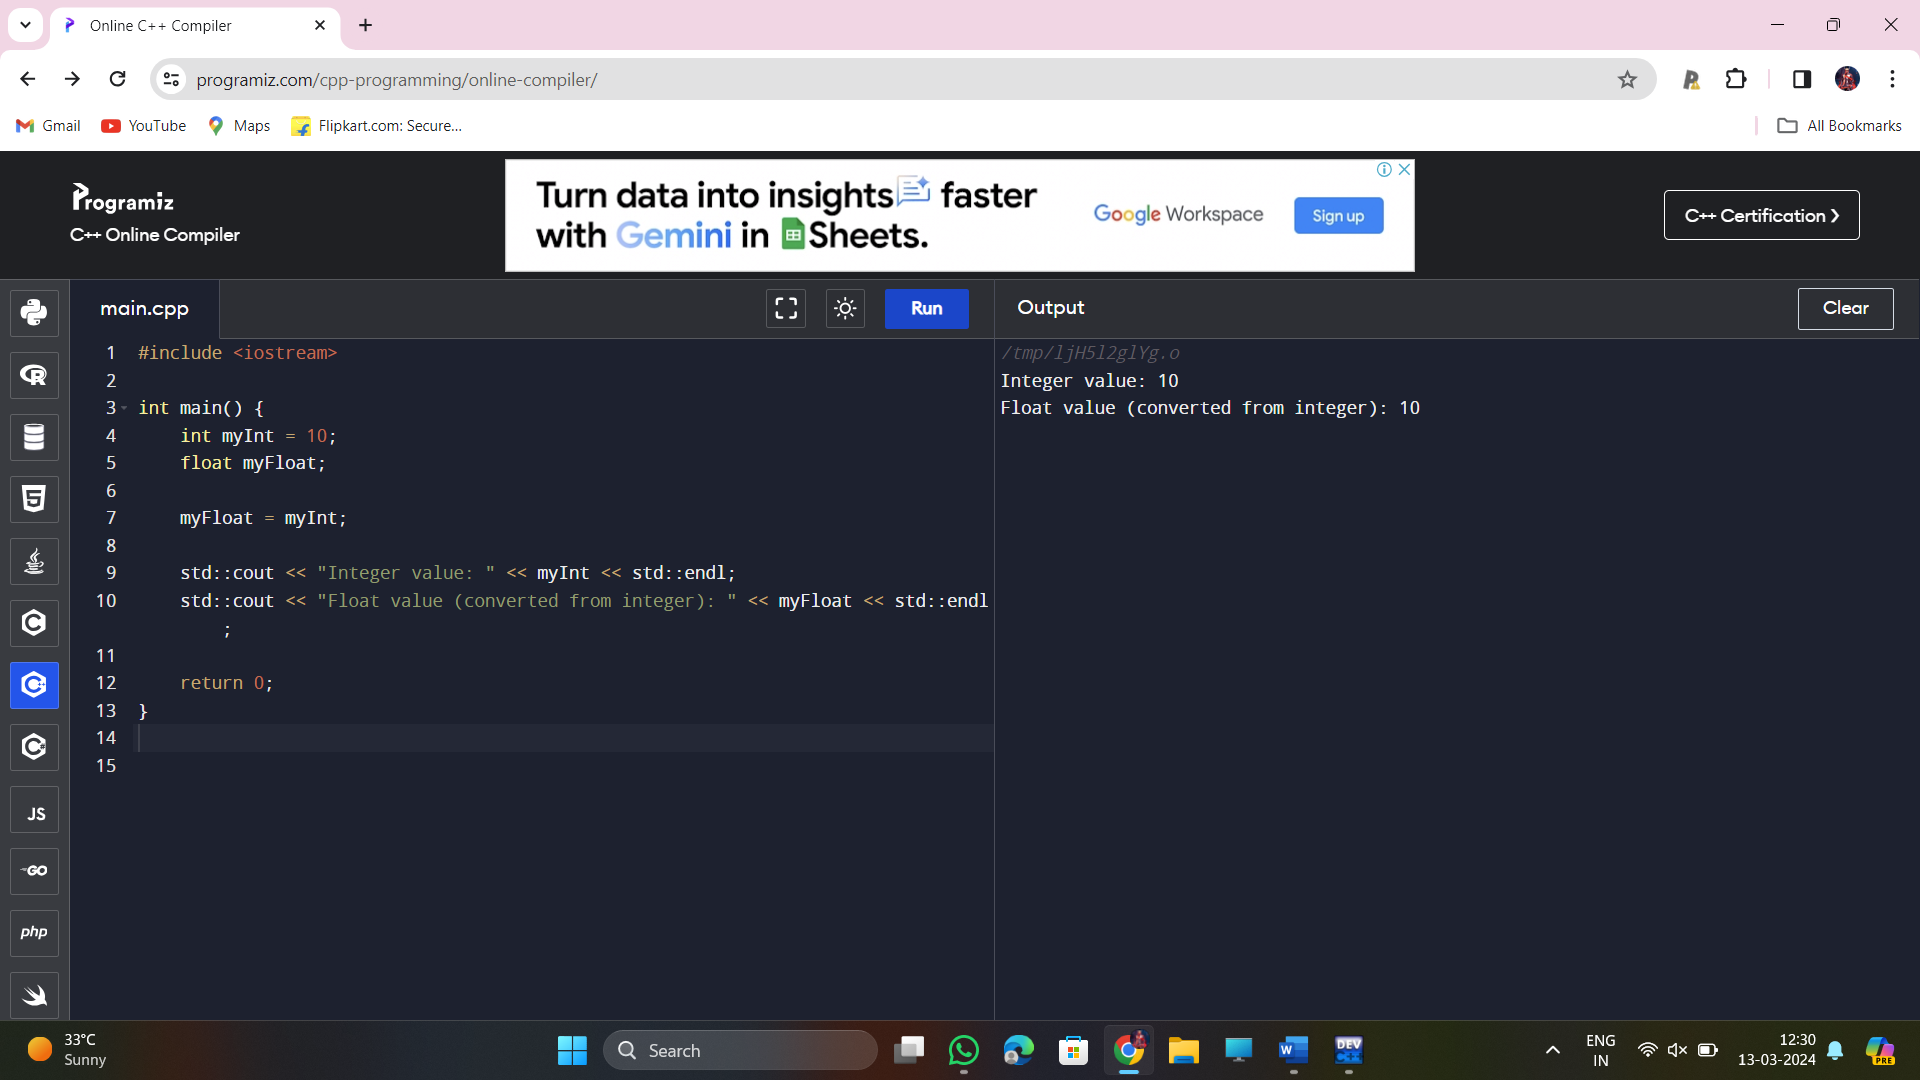 Online C++ Compiler
programiz.com/cpp-programming/online-compiler/
Gmail YouTube Maps Flipkart.com: Secure... All Bookmarks
Programiz
C++ Online Compiler
Turn data into insights faster
with Gemini in Sheets.
Google Workspace
Sign up
C++ Certification ❯
main.cpp
Run
Output
Clear
1 #include <iostream>
2
3 int main() {
4     int myInt = 10;
5     float myFloat;
6
7     myFloat = myInt;
8
9     std::cout << "Integer value: " << myInt << std::endl;
10     std::cout << "Float value (converted from integer): " << myFloat << std::endl
;
11
12     return 0;
13 }
14
15
/tmp/ljH5l2glYg.o
Integer value: 10
Float value (converted from integer): 10
JS
GO
php
33°C
Sunny
Search
W
DEV
C++
ENG
IN
12:30
13-03-2024
PRE